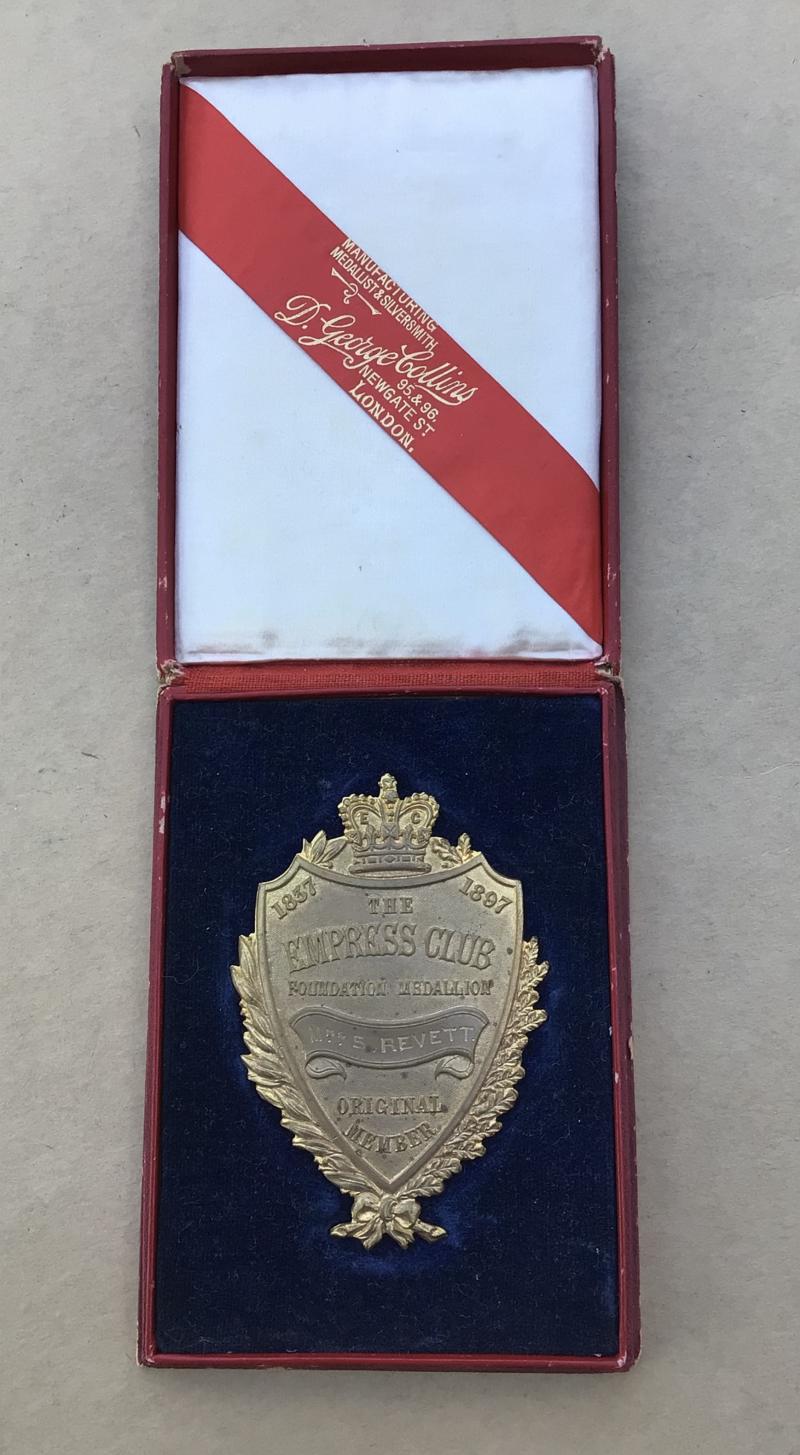 MANUFACTURING
MEDALLIST & SILVERSMITH
D. George Collins
95 & 96,
NEWGATE ST
LONDON.
E C
1837 1897
THE
EMPRESS CLUB
FOUNDATION MEDALLION
S. REVETT.
ORIGINAL
MEMBER